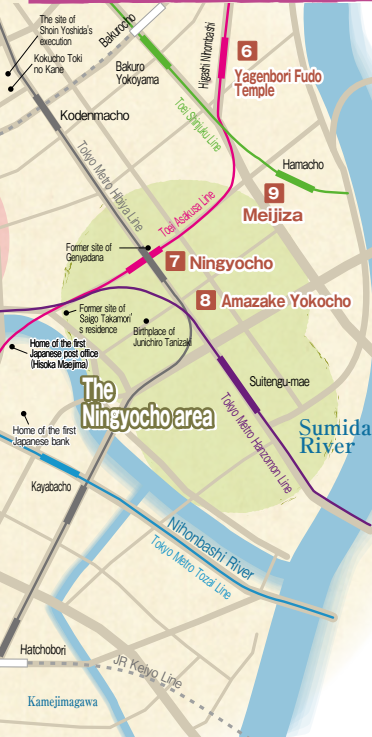 The site of
Shoin Yoshida's
execution
Kokucho Toki
no Kane
Bakurocho
Bakuro
Yokoyama
Higashi Nihombashi
6
Yagenbori Fudo
Temple
Kodenmacho
Toei Shinjuku Line
Tokyo Metro Hibiya Line
Hamacho
9
Meijiza
Toei Asakusa Line
Former site of
Genyadana
7 Ningyocho
8 Amazake Yokocho
Former site of
Saigo Takamori'
s residence
Birthplace of
Junichiro Tanizaki
Home of the first
Japanese post office
(Hisoka Maejima)
The
Ningyocho area
Suitengu-mae
Tokyo Metro Hanzomon Line
Sumida
River
Home of the first
Japanese bank
Kayabacho
Nihonbashi River
Tokyo Metro Tozai Line
Hatchobori
JR Keiyo Line
Kamejimagawa